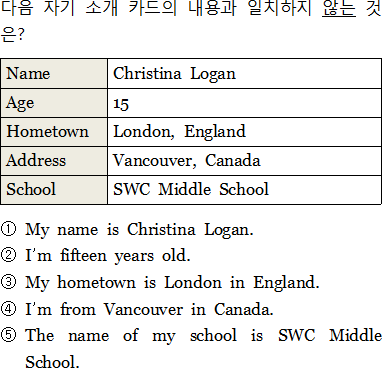 다음 자기 소개 카드의 내용과 일치하지 않는 것
은?
Name Christina Logan
Age 15
Hometown London, England
Address Vancouver, Canada
School SWC Middle School
① My name is Christina Logan.
② I'm fifteen years old.
③ My hometown is London in England.
④ I'm from Vancouver in Canada.
⑤ The name of my school is SWC Middle
School.